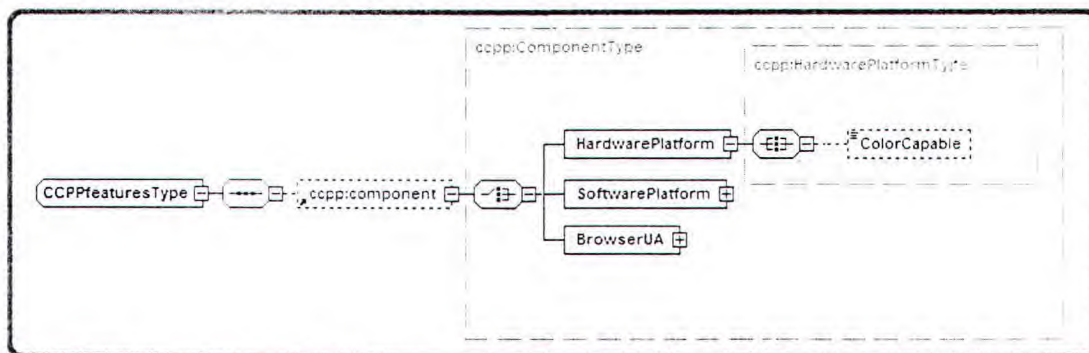 ccpp:ComponentType
ccpp:HardwarePlatformType
HardwarePlatform
ColorCapable
CCPPfeaturesType
ccpp:component
SoftwarePlatform
BrowserUA